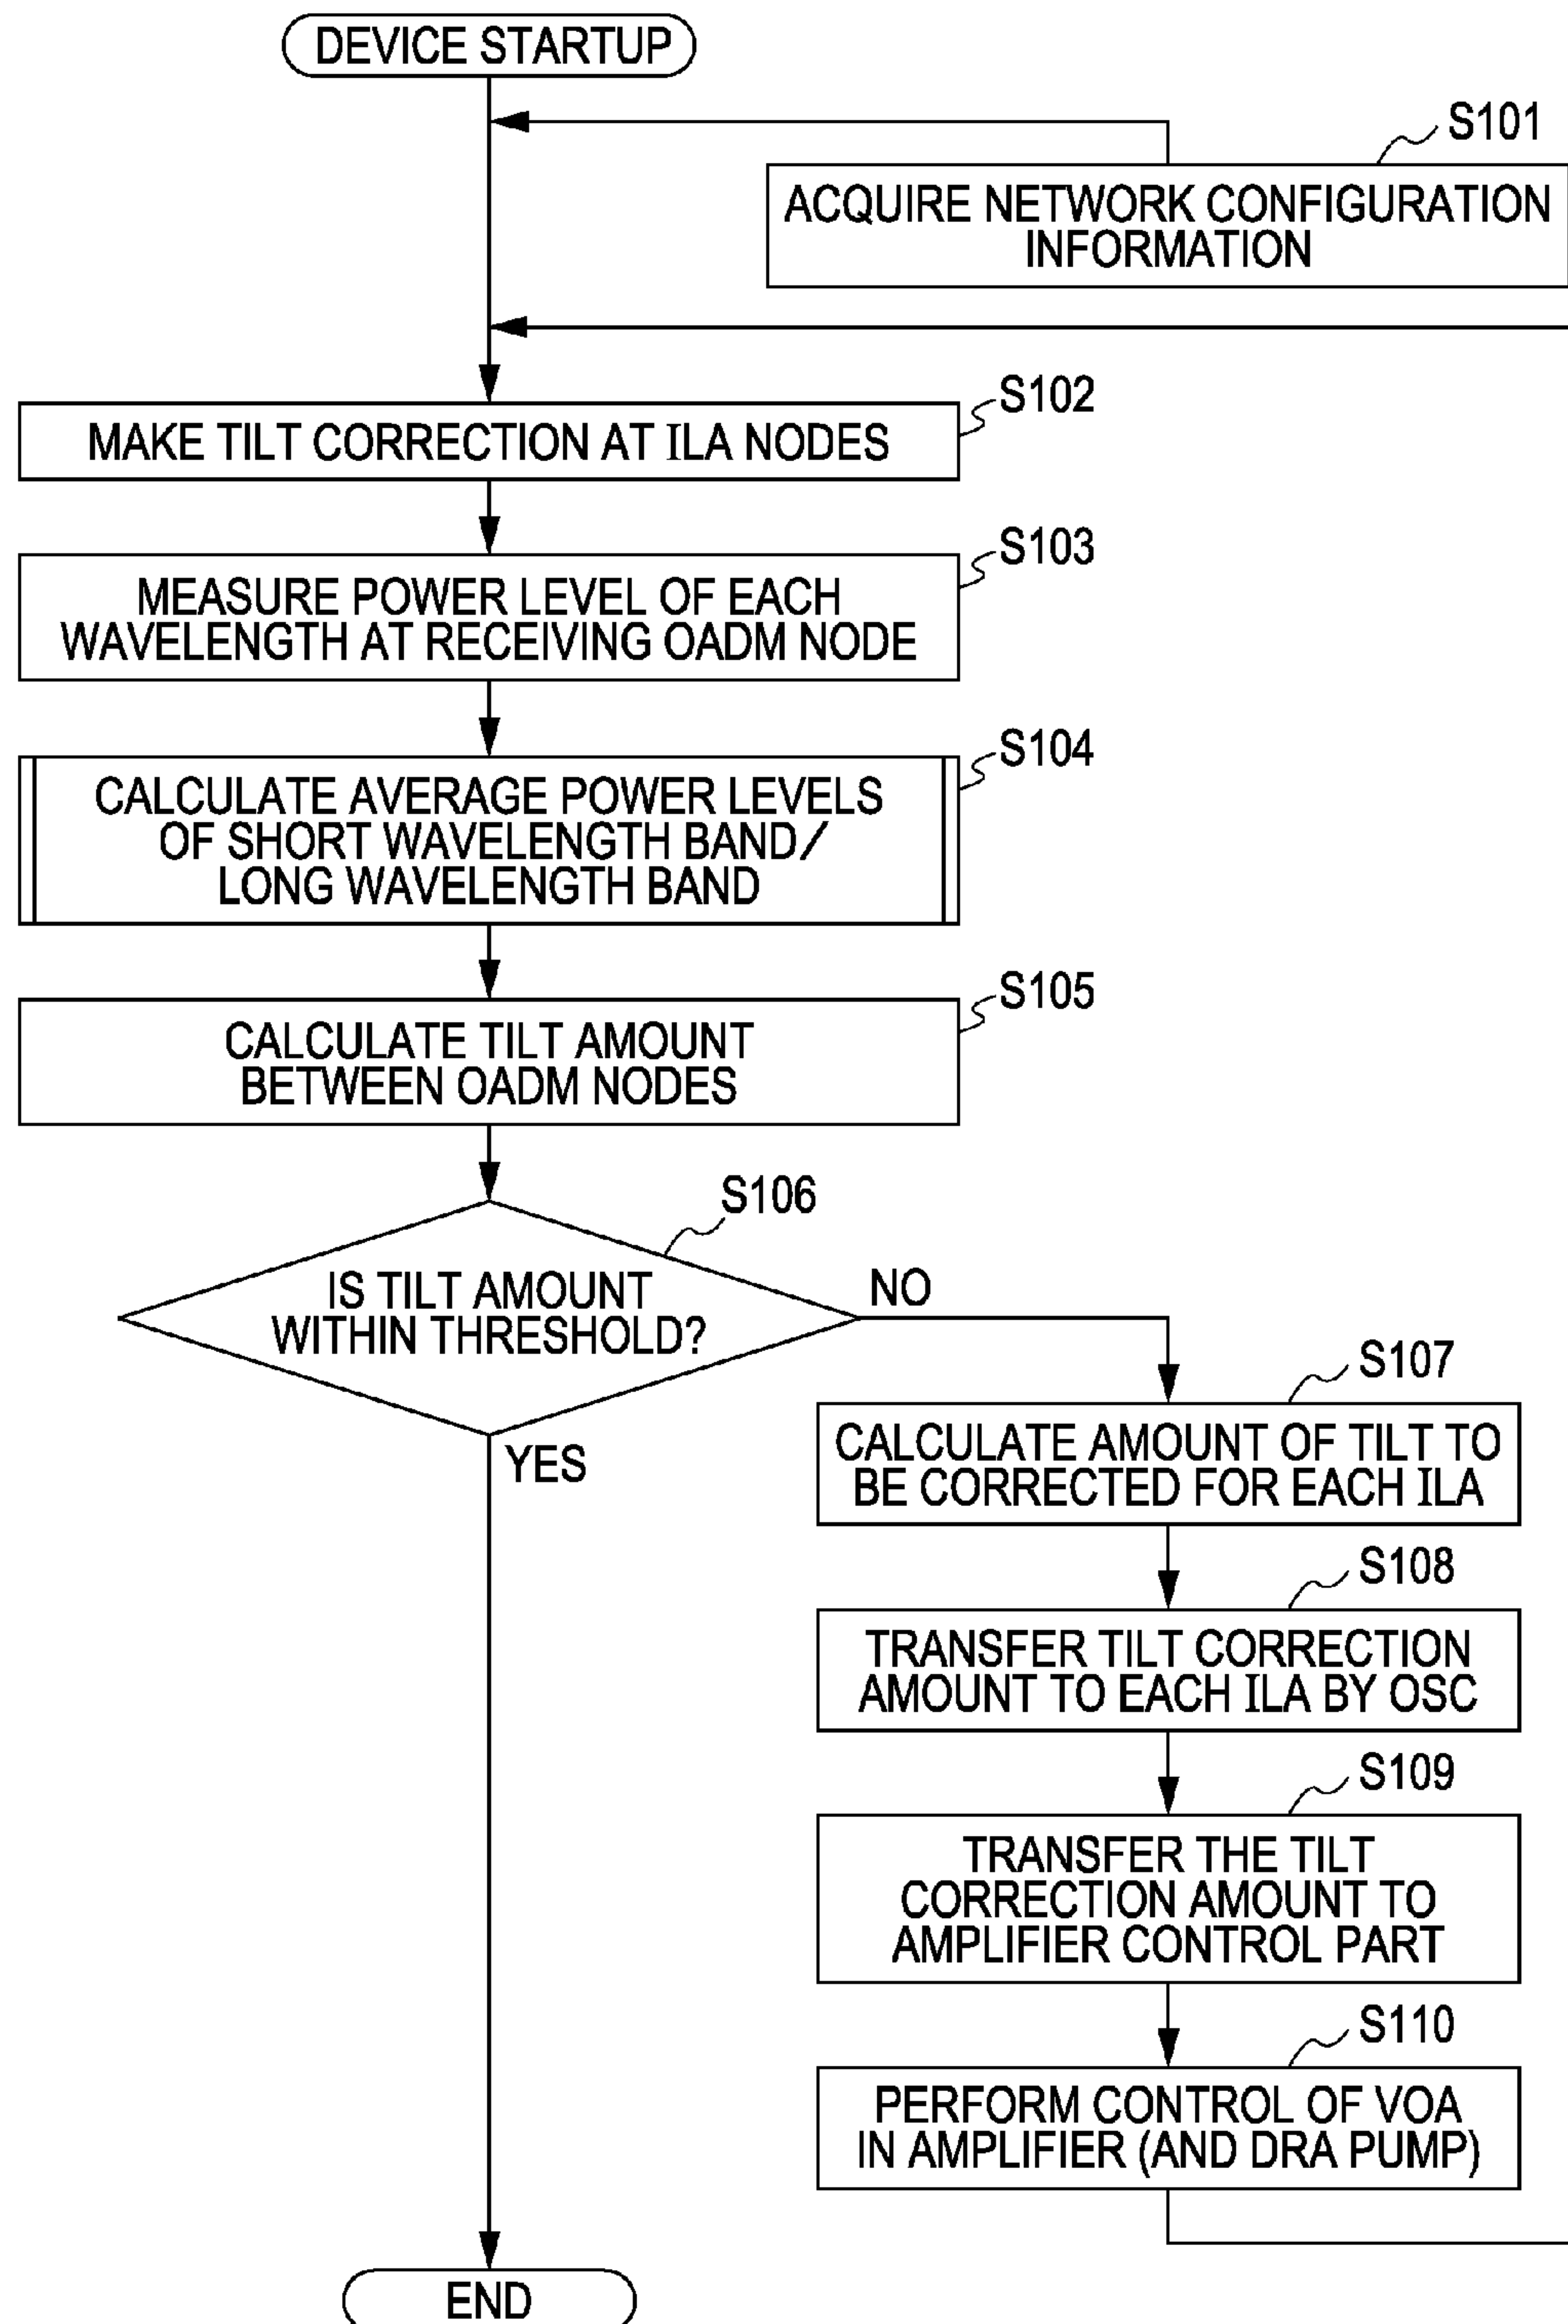 DEVICE STARTUP
S101
ACQUIRE NETWORK CONFIGURATION
INFORMATION
S102
MAKE TILT CORRECTION AT ILA NODES
S103
MEASURE POWER LEVEL OF EACH
WAVELENGTH AT RECEIVING OADM NODE
S104
CALCULATE AVERAGE POWER LEVELS
OF SHORT WAVELENGTH BAND/
LONG WAVELENGTH BAND
S105
CALCULATE TILT AMOUNT
BETWEEN OADM NODES
S106
IS TILT AMOUNT
WITHIN THRESHOLD?
NO
YES
S107
CALCULATE AMOUNT OF TILT TO
BE CORRECTED FOR EACH ILA
S108
TRANSFER TILT CORRECTION
AMOUNT TO EACH ILA BY OSC
S109
TRANSFER THE TILT
CORRECTION AMOUNT TO
AMPLIFIER CONTROL PART
S110
PERFORM CONTROL OF VOA
IN AMPLIFIER (AND DRA PUMP)
END